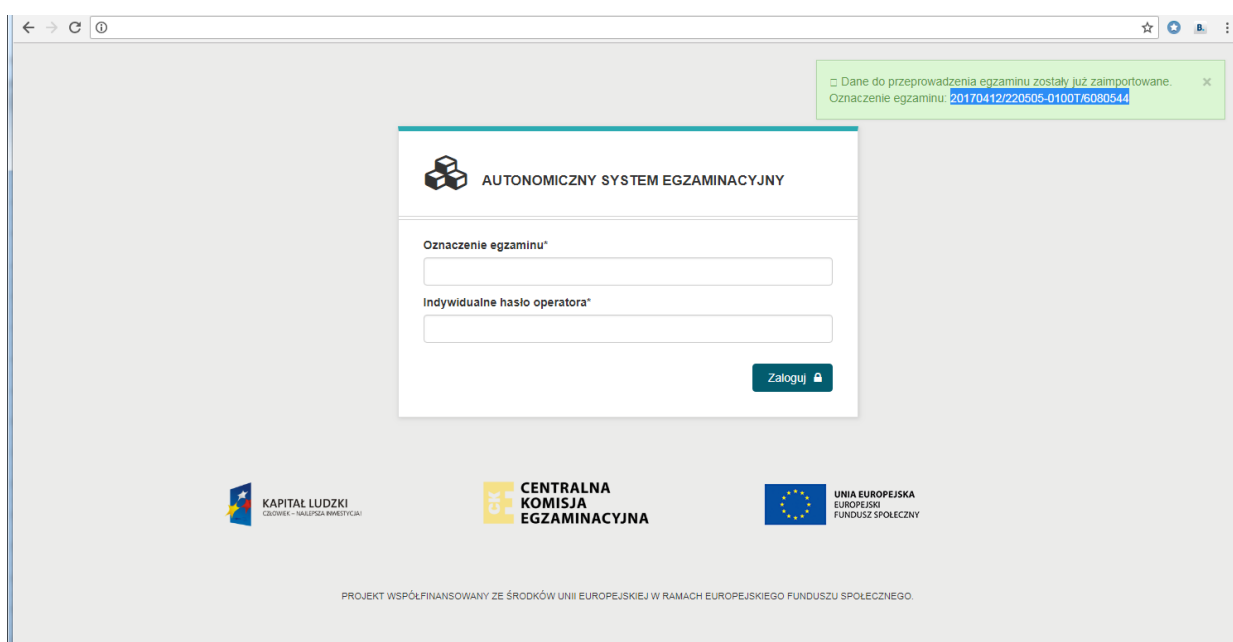 Dane do przeprowadzenia egzaminu zostały już zaimportowane.
Oznaczenie egzaminu: 20170412/220505-0100T/6080544
AUTONOMICZNY SYSTEM EGZAMINACYJNY
Oznaczenie egzaminu*
Indywidualne hasło operatora*
Zaloguj
KAPITAŁ LUDZKI
CZŁOWIEK – NAJLEPSZA INWESTYCJA!
CKE
CENTRALNA
KOMISJA
EGZAMINACYJNA
UNIA EUROPEJSKA
EUROPEJSKI
FUNDUSZ SPOŁECZNY
PROJEKT WSPÓŁFINANSOWANY ZE ŚRODKÓW UNII EUROPEJSKIEJ W RAMACH EUROPEJSKIEGO FUNDUSZU SPOŁECZNEGO.